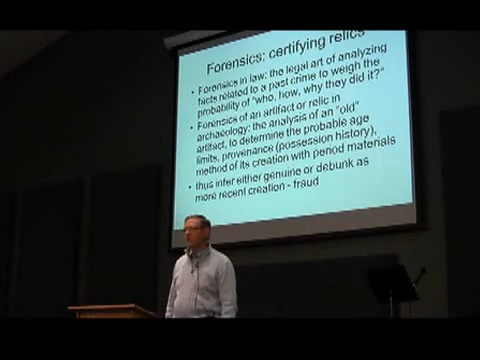 Forensics: certifying relics
• Forensics in law: the legal art of analyzing
facts related to a past crime to weigh the
probability of "who, how, why they did it?"
• Forensics of an artifact or relic in
archaeology: the analysis of an "old"
artifact, to determine the probable age
limits, provenance (possession history),
method of its creation with period materials
• thus infer either genuine or debunk as
more recent creation - fraud